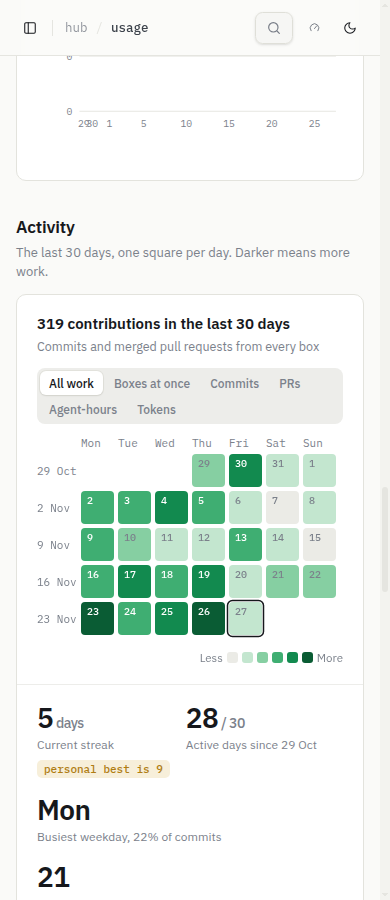 hub / usage
0
0
29 30 1 5 10 15 20 25
Activity
The last 30 days, one square per day. Darker means more
work.
319 contributions in the last 30 days
Commits and merged pull requests from every box
All work Boxes at once Commits PRs
Agent-hours Tokens
Mon Tue Wed Thu Fri Sat Sun
29 Oct 29 30 31 1
2 Nov 2 3 4 5 6 7 8
9 Nov 9 10 11 12 13 14 15
16 Nov 16 17 18 19 20 21 22
23 Nov 23 24 25 26 27
Less More
5 days 28 / 30
Current streak Active days since 29 Oct
personal best is 9
Mon
Busiest weekday, 22% of commits
21